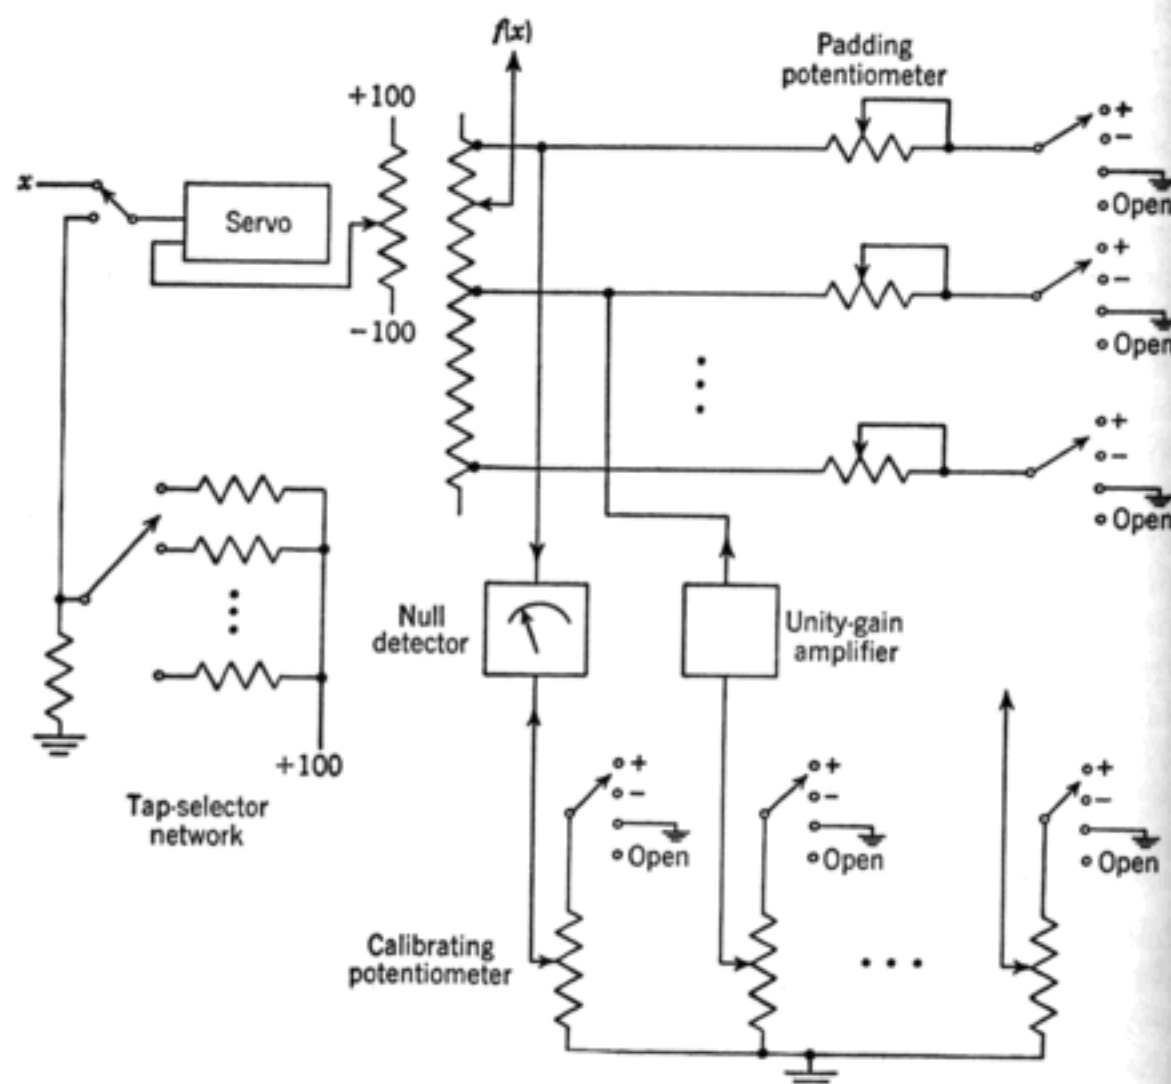 f(x)
Padding
potentiometer
+100
+
−
Open
x
Servo
+
−
Open
−100
+
−
Open
Null
detector
Unity-gain
amplifier
+100
Tap-selector
network
+
−
Open
+
−
Open
+
−
Open
Calibrating
potentiometer